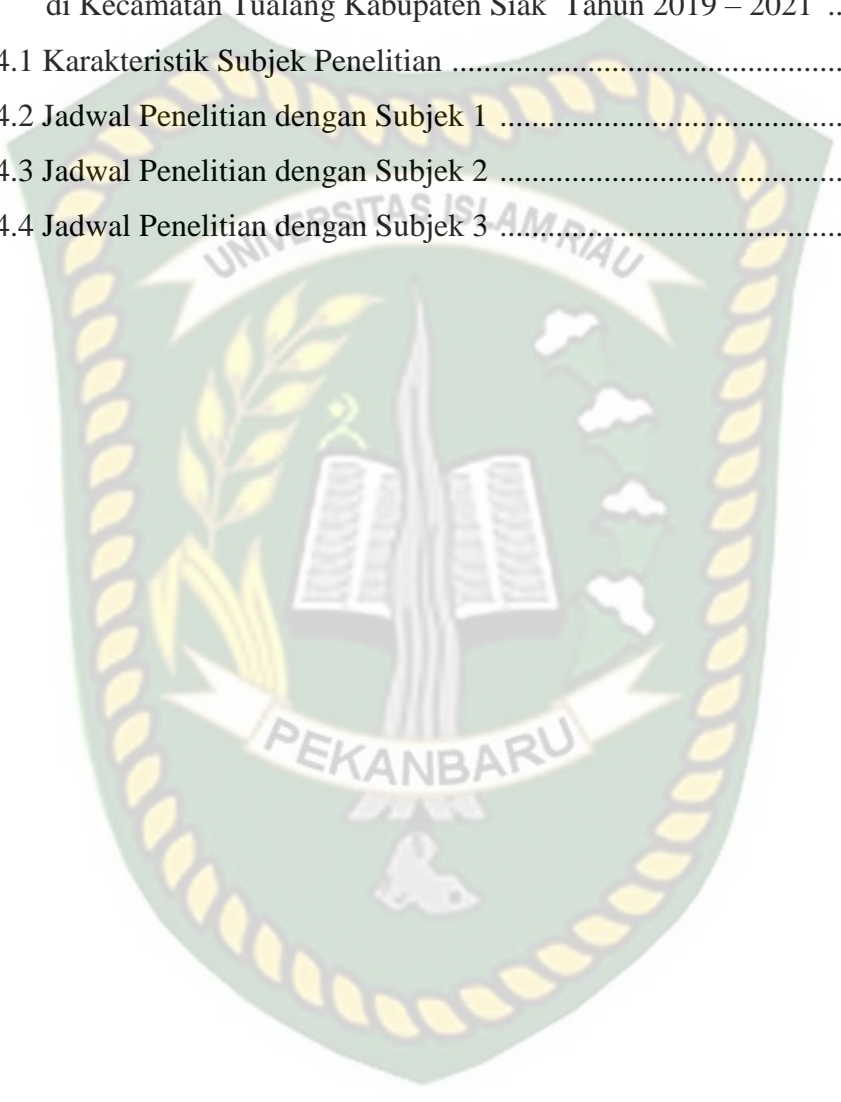 di Kecamatan Tualang Kabupaten Siak Tahun 2019 – 2021 ..
4.1 Karakteristik Subjek Penelitian .................................................
4.2 Jadwal Penelitian dengan Subjek 1 ...........................................
4.3 Jadwal Penelitian dengan Subjek 2 ...........................................
4.4 Jadwal Penelitian dengan Subjek 3 ...........................................
UNIVERSITAS ISLAM RIAU
PEKANBARU